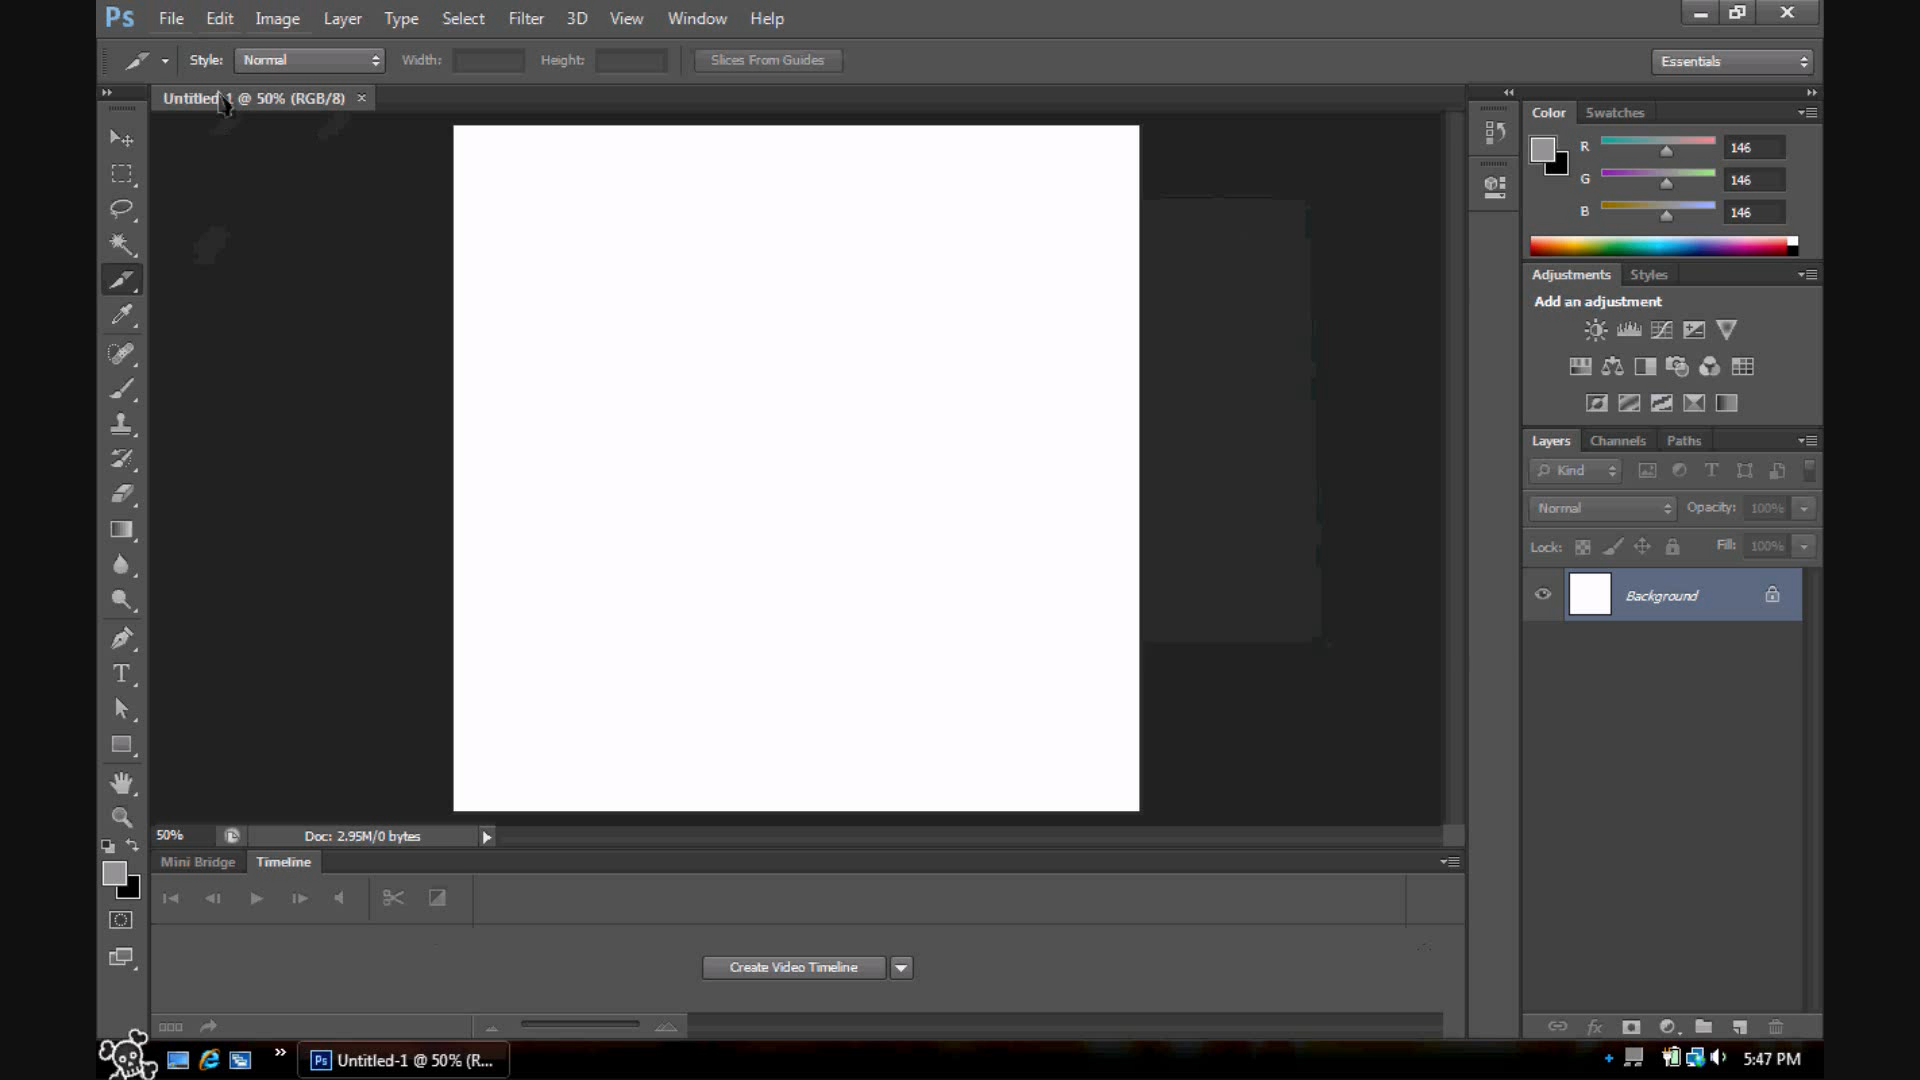 Ps File Edit Image Layer Type Select Filter 3D View Window Help
Style: Normal Width: Height: Slices From Guides Essentials
Untitled-1 @ 50% (RGB/8) ×
Color Swatches
R 146
G 146
B 146
Adjustments Styles
Add an adjustment
Layers Channels Paths
Kind T
Normal Opacity: 100%
Lock: Fill: 100%
Background
T
50% Doc: 2.95M/0 bytes
Mini Bridge Timeline
Create Video Timeline
fx
» Ps Untitled-1 @ 50% (R... 5:47 PM